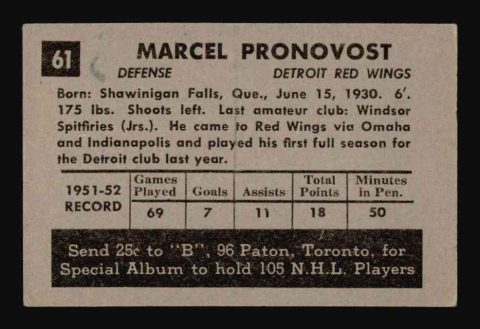 61
MARCEL PRONOVOST
DEFENSE DETROIT RED WINGS
Born: Shawinigan Falls, Que., June 15, 1930. 6'.
175 lbs. Shoots left. Last amateur club: Windsor
Spitfiries (Jrs.). He came to Red Wings via Omaha
and Indianapolis and played his first full season for
the Detroit club last year.
1951-52 RECORD
Games Played Goals Assists Total Points Minutes in Pen.
69 7 11 18 50
Send 25c to "B", 96 Paton, Toronto, for
Special Album to hold 105 N.H.L. Players